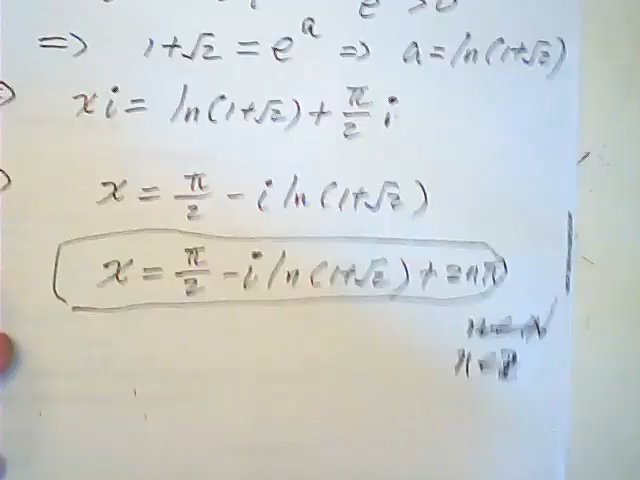 => 1+√2 = e^a => a = ln(1+√2)
xi = ln(1+√2) + π/2 i
x = π/2 - i ln(1+√2)
x = π/2 - i ln(1+√2) + 2nπ